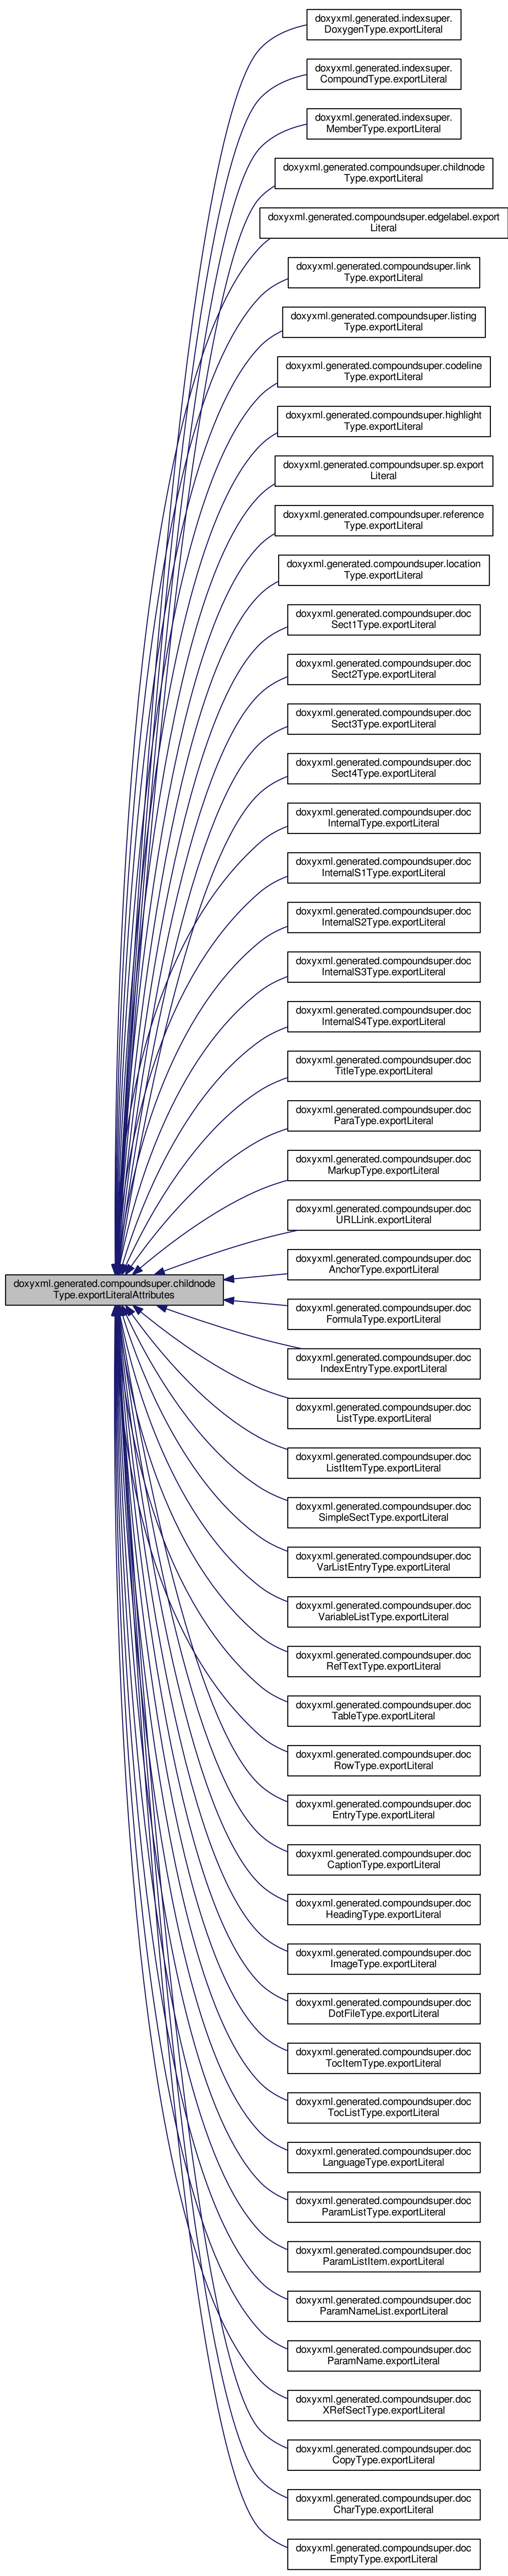 doxyxml.generated.indexsuper.
DoxygenType.exportLiteral
doxyxml.generated.indexsuper.
CompoundType.exportLiteral
doxyxml.generated.indexsuper.
MemberType.exportLiteral
doxyxml.generated.compoundsuper.childnode
Type.exportLiteral
doxyxml.generated.compoundsuper.edgelabel.export
Literal
doxyxml.generated.compoundsuper.link
Type.exportLiteral
doxyxml.generated.compoundsuper.listing
Type.exportLiteral
doxyxml.generated.compoundsuper.codeline
Type.exportLiteral
doxyxml.generated.compoundsuper.highlight
Type.exportLiteral
doxyxml.generated.compoundsuper.sp.export
Literal
doxyxml.generated.compoundsuper.reference
Type.exportLiteral
doxyxml.generated.compoundsuper.location
Type.exportLiteral
doxyxml.generated.compoundsuper.doc
Sect1Type.exportLiteral
doxyxml.generated.compoundsuper.doc
Sect2Type.exportLiteral
doxyxml.generated.compoundsuper.doc
Sect3Type.exportLiteral
doxyxml.generated.compoundsuper.doc
Sect4Type.exportLiteral
doxyxml.generated.compoundsuper.doc
InternalType.exportLiteral
doxyxml.generated.compoundsuper.doc
InternalS1Type.exportLiteral
doxyxml.generated.compoundsuper.doc
InternalS2Type.exportLiteral
doxyxml.generated.compoundsuper.doc
InternalS3Type.exportLiteral
doxyxml.generated.compoundsuper.doc
InternalS4Type.exportLiteral
doxyxml.generated.compoundsuper.doc
TitleType.exportLiteral
doxyxml.generated.compoundsuper.doc
ParaType.exportLiteral
doxyxml.generated.compoundsuper.doc
MarkupType.exportLiteral
doxyxml.generated.compoundsuper.doc
URLLink.exportLiteral
doxyxml.generated.compoundsuper.doc
AnchorType.exportLiteral
doxyxml.generated.compoundsuper.childnode
Type.exportLiteralAttributes
doxyxml.generated.compoundsuper.doc
FormulaType.exportLiteral
doxyxml.generated.compoundsuper.doc
IndexEntryType.exportLiteral
doxyxml.generated.compoundsuper.doc
ListType.exportLiteral
doxyxml.generated.compoundsuper.doc
ListItemType.exportLiteral
doxyxml.generated.compoundsuper.doc
SimpleSectType.exportLiteral
doxyxml.generated.compoundsuper.doc
VarListEntryType.exportLiteral
doxyxml.generated.compoundsuper.doc
VariableListType.exportLiteral
doxyxml.generated.compoundsuper.doc
RefTextType.exportLiteral
doxyxml.generated.compoundsuper.doc
TableType.exportLiteral
doxyxml.generated.compoundsuper.doc
RowType.exportLiteral
doxyxml.generated.compoundsuper.doc
EntryType.exportLiteral
doxyxml.generated.compoundsuper.doc
CaptionType.exportLiteral
doxyxml.generated.compoundsuper.doc
HeadingType.exportLiteral
doxyxml.generated.compoundsuper.doc
ImageType.exportLiteral
doxyxml.generated.compoundsuper.doc
DotFileType.exportLiteral
doxyxml.generated.compoundsuper.doc
TocItemType.exportLiteral
doxyxml.generated.compoundsuper.doc
TocListType.exportLiteral
doxyxml.generated.compoundsuper.doc
LanguageType.exportLiteral
doxyxml.generated.compoundsuper.doc
ParamListType.exportLiteral
doxyxml.generated.compoundsuper.doc
ParamListItem.exportLiteral
doxyxml.generated.compoundsuper.doc
ParamNameList.exportLiteral
doxyxml.generated.compoundsuper.doc
ParamName.exportLiteral
doxyxml.generated.compoundsuper.doc
XRefSectType.exportLiteral
doxyxml.generated.compoundsuper.doc
CopyType.exportLiteral
doxyxml.generated.compoundsuper.doc
CharType.exportLiteral
doxyxml.generated.compoundsuper.doc
EmptyType.exportLiteral